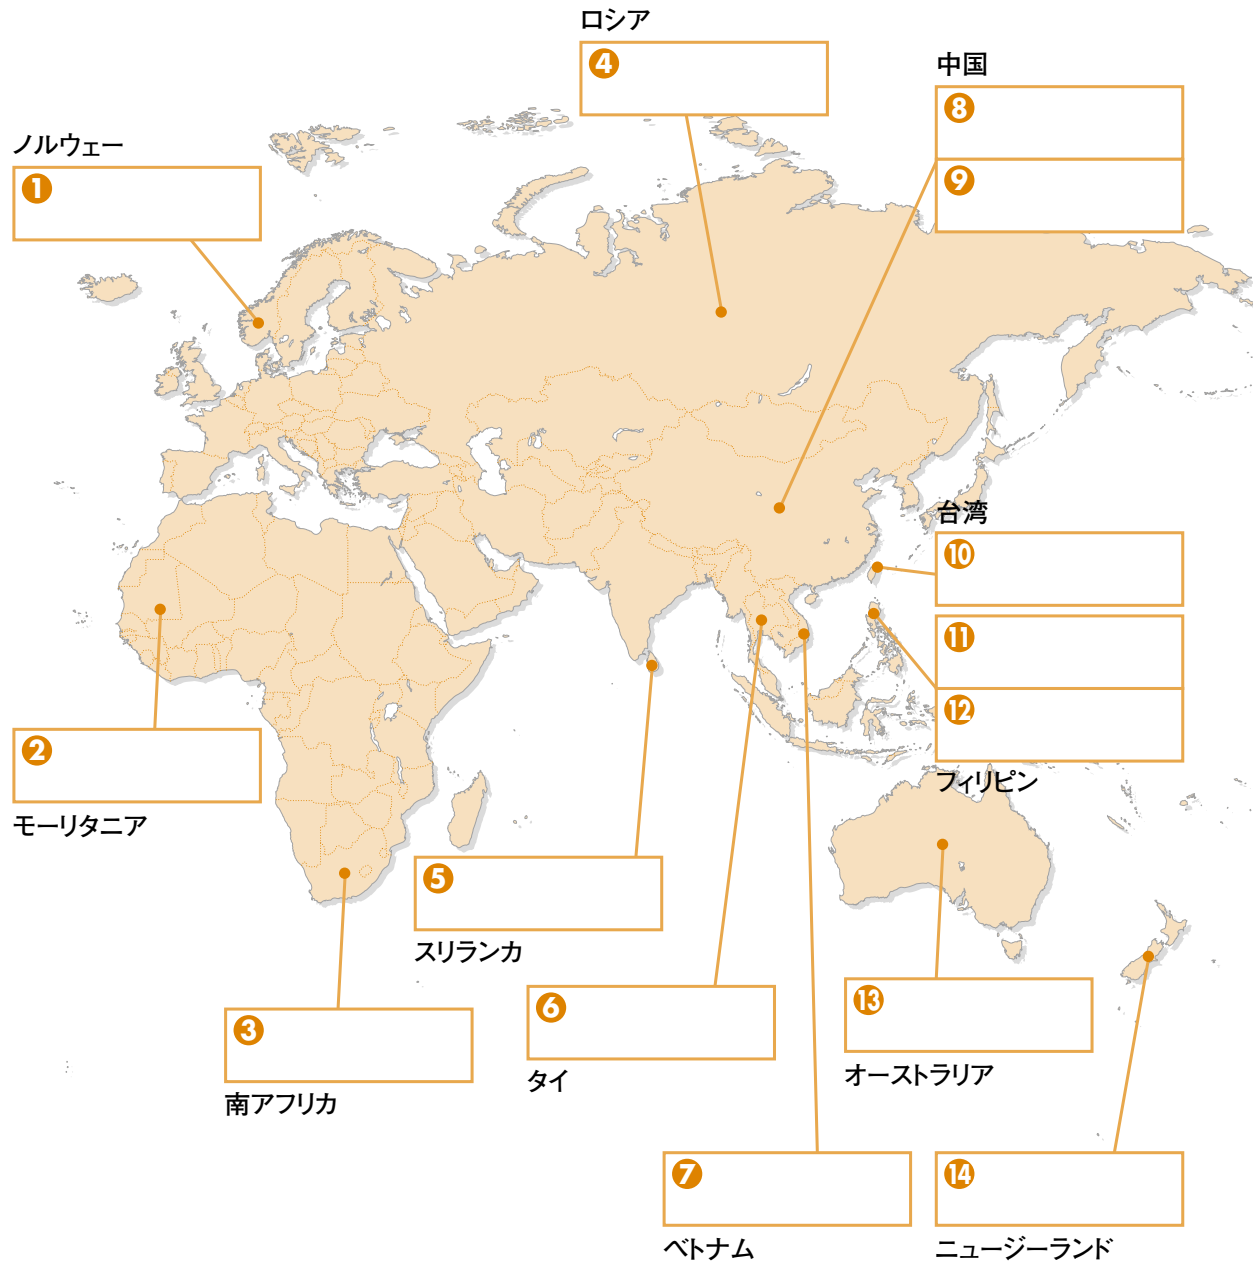 ロシア
④
中国
⑧
⑨
ノルウェー
①
台湾
⑩
⑪
⑫
フィリピン
②
モーリタニア
⑤
スリランカ
③
南アフリカ
⑥
タイ
⑬
オーストラリア
⑦
ベトナム
⑭
ニュージーランド